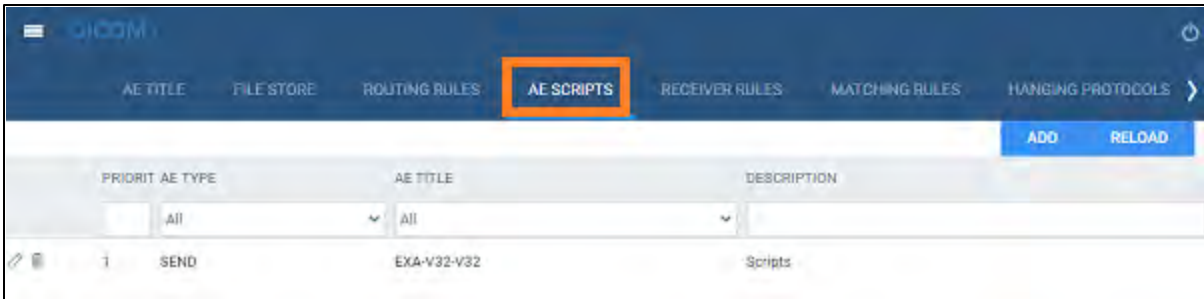 DICOM
AE TITLE FILE STORE ROUTING RULES AE SCRIPTS RECEIVER RULES MATCHING RULES HANGING PROTOCOLS
ADD RELOAD
PRIORIT AE TYPE AE TITLE DESCRIPTION
All All
1 SEND EXA-V32-V32 Scripts